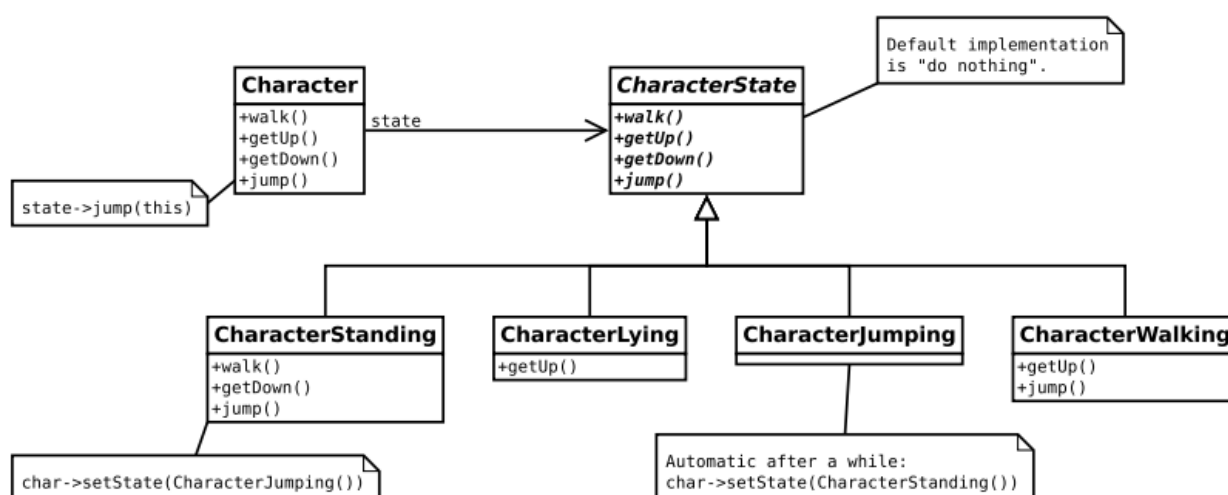 Default implementation
is "do nothing".
Character
+walk()
+getUp()
+getDown()
+jump()
state
CharacterState
+walk()
+getUp()
+getDown()
+jump()
state->jump(this)
CharacterStanding
+walk()
+getDown()
+jump()
CharacterLying
+getUp()
CharacterJumping
CharacterWalking
+getUp()
+jump()
char->setState(CharacterJumping())
Automatic after a while:
char->setState(CharacterStanding())